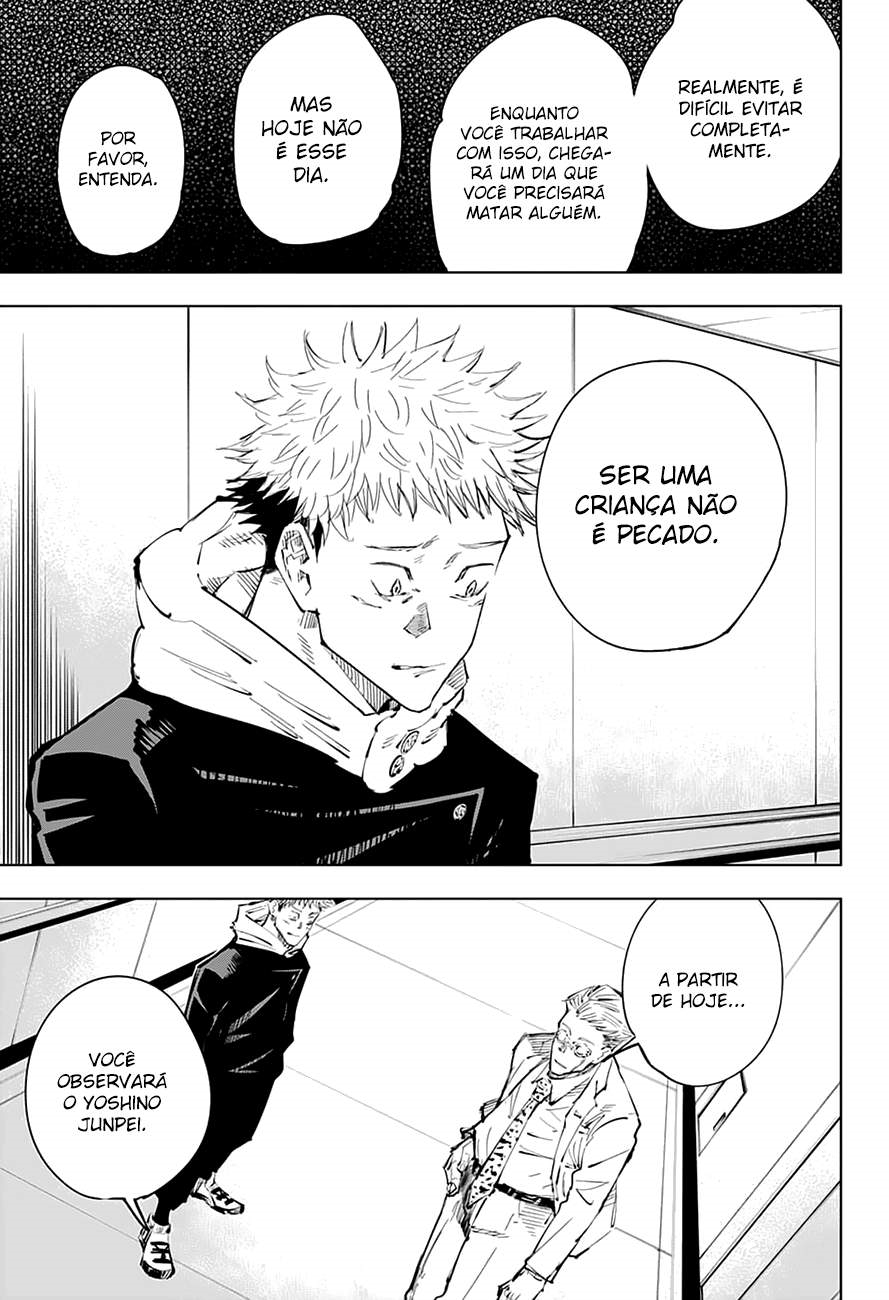 REALMENTE, É
DIFÍCIL EVITAR
COMPLETA-
MENTE.
ENQUANTO
VOCÊ TRABALHAR
COM ISSO, CHEGA-
RÁ UM DIA QUE
VOCÊ PRECISARÁ
MATAR ALGUÉM.
MAS
HOJE NÃO
É ESSE
DIA.
POR
FAVOR,
ENTENDA.
SER UMA
CRIANÇA NÃO
É PECADO.
A PARTIR
DE HOJE...
VOCÊ
OBSERVARÁ
O YOSHINO
JUNPEI.